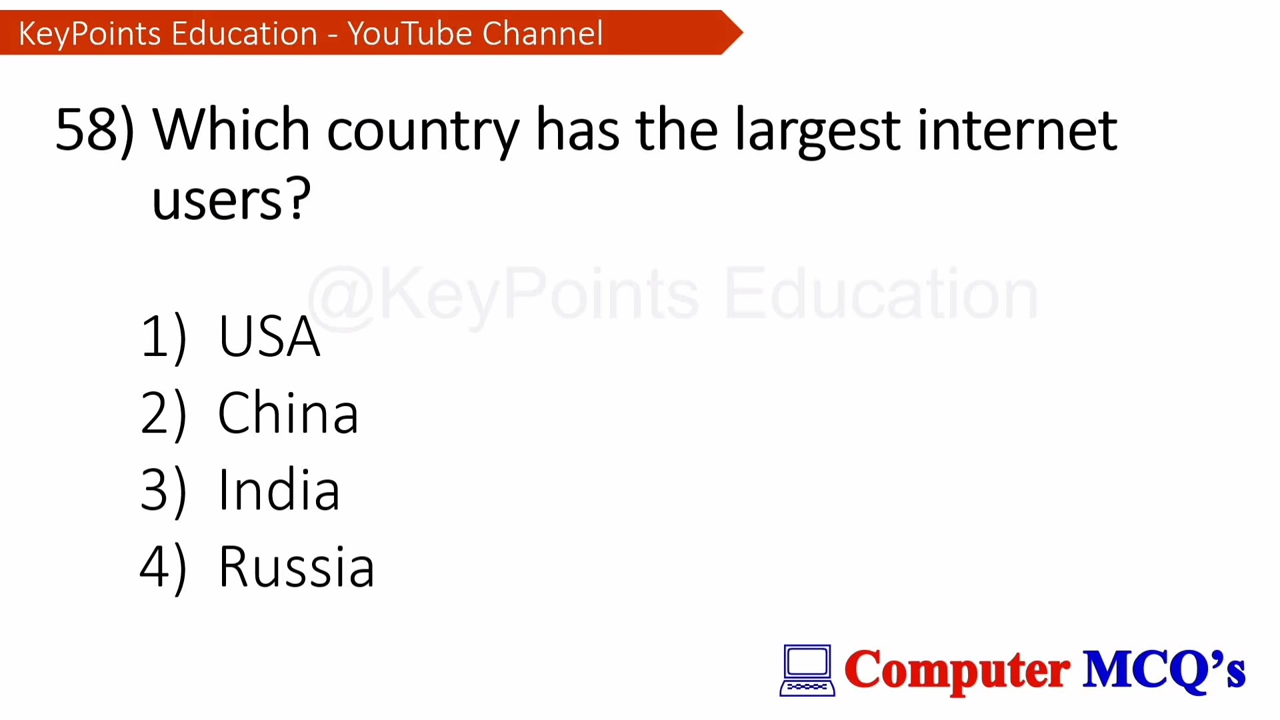 KeyPoints Education - YouTube Channel
58) Which country has the largest internet
users?
@KeyPoints Education
1) USA
2) China
3) India
4) Russia
Computer MCQ's